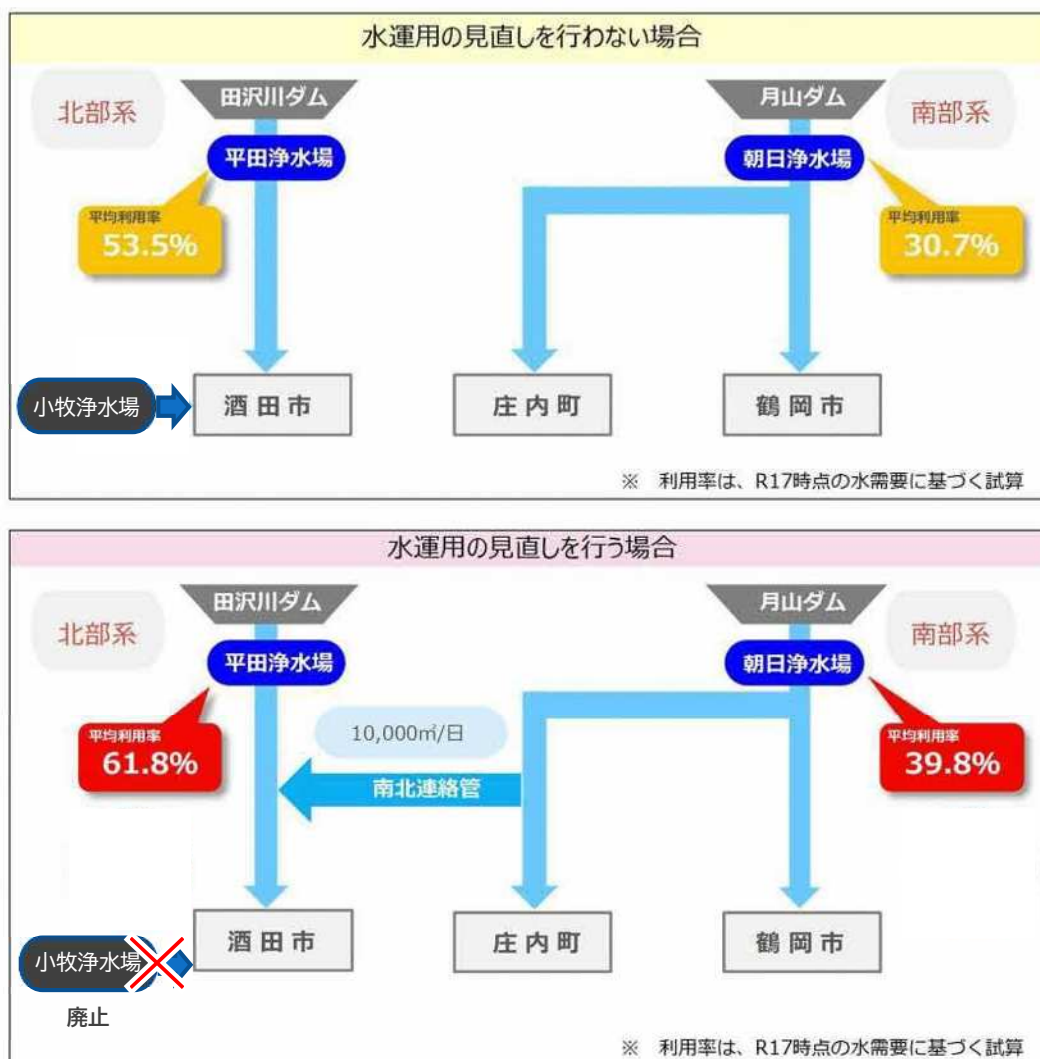 水運用の見直しを行わない場合
北部系
田沢川ダム
月山ダム
南部系
平田浄水場
朝日浄水場
平均利用率
53.5%
平均利用率
30.7%
小牧浄水場
酒田市
庄内町
鶴岡市
※ 利用率は、R17時点の水需要に基づく試算
水運用の見直しを行う場合
北部系
田沢川ダム
月山ダム
南部系
平田浄水場
朝日浄水場
平均利用率
61.8%
10,000㎥/日
南北連絡管
平均利用率
39.8%
小牧浄水場
廃止
酒田市
庄内町
鶴岡市
※ 利用率は、R17時点の水需要に基づく試算